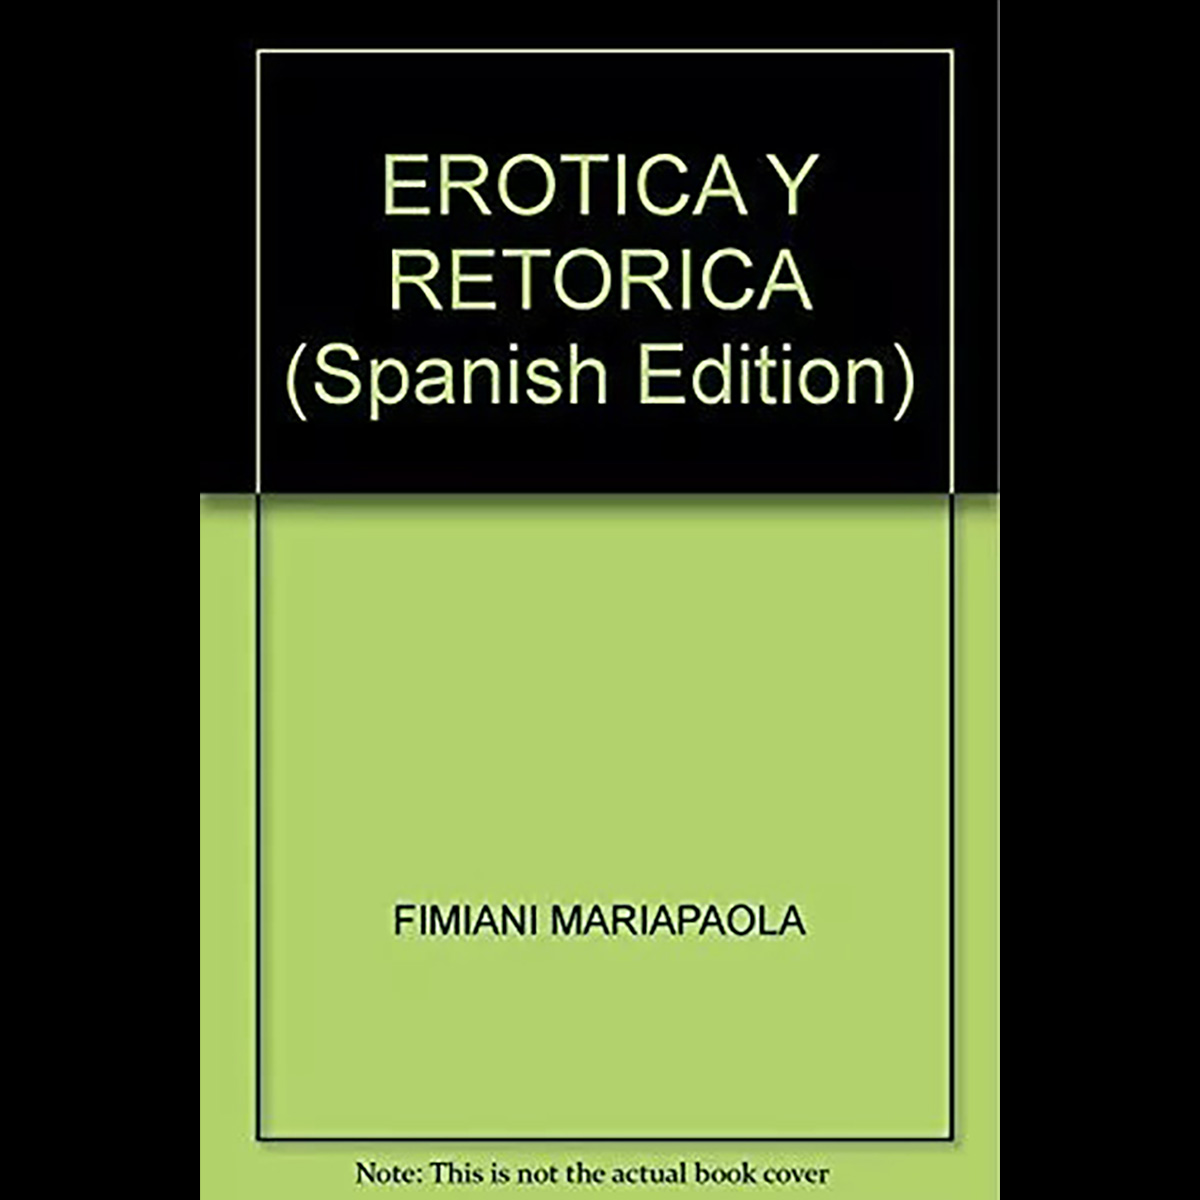 EROTICA Y
RETORICA
(Spanish Edition)
FIMIANI MARIAPAOLA
Note: This is not the actual book cover